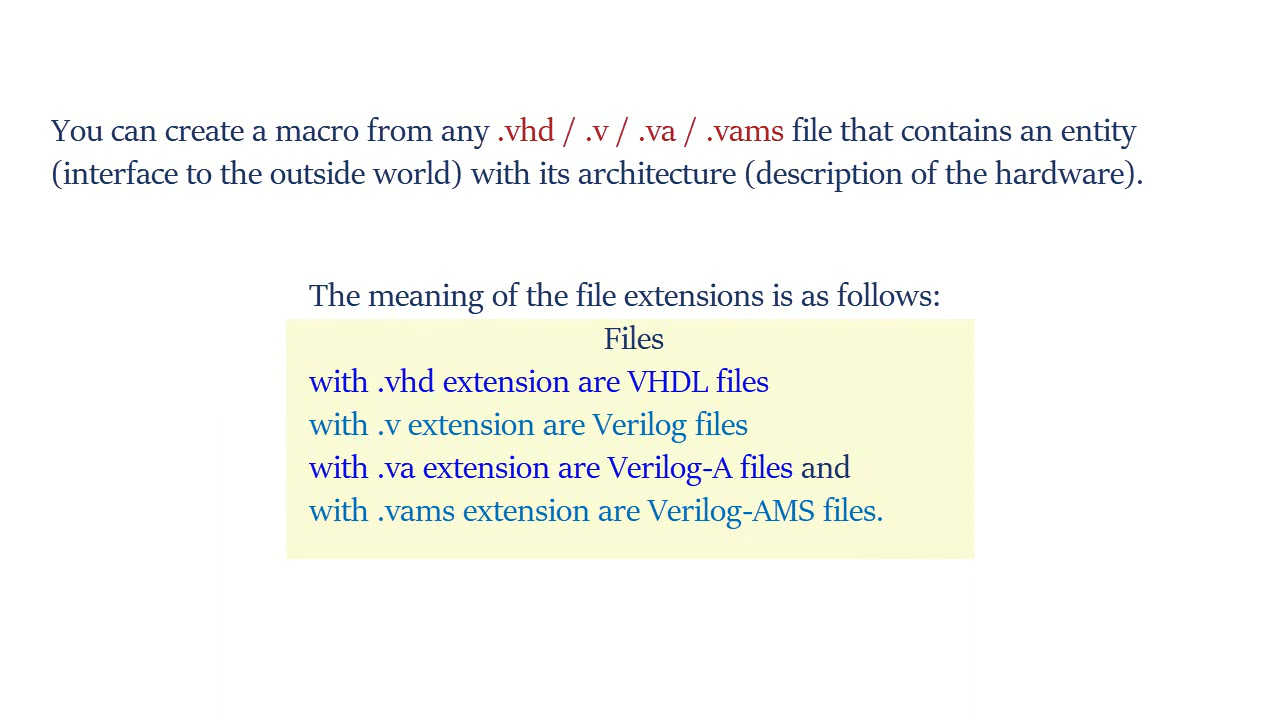 You can create a macro from any .vhd / .v / .va / .vams file that contains an entity
(interface to the outside world) with its architecture (description of the hardware).
The meaning of the file extensions is as follows:
Files
with .vhd extension are VHDL files
with .v extension are Verilog files
with .va extension are Verilog-A files and
with .vams extension are Verilog-AMS files.